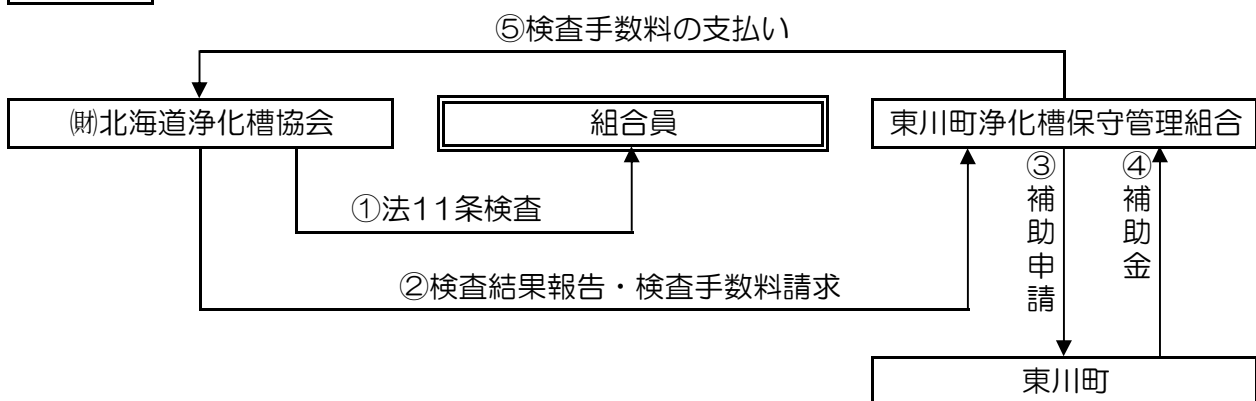 ⑤検査手数料の支払い
㈶北海道浄化槽協会
組合員
東川町浄化槽保守管理組合
①法11条検査
③補助申請
④補助金
②検査結果報告・検査手数料請求
東川町